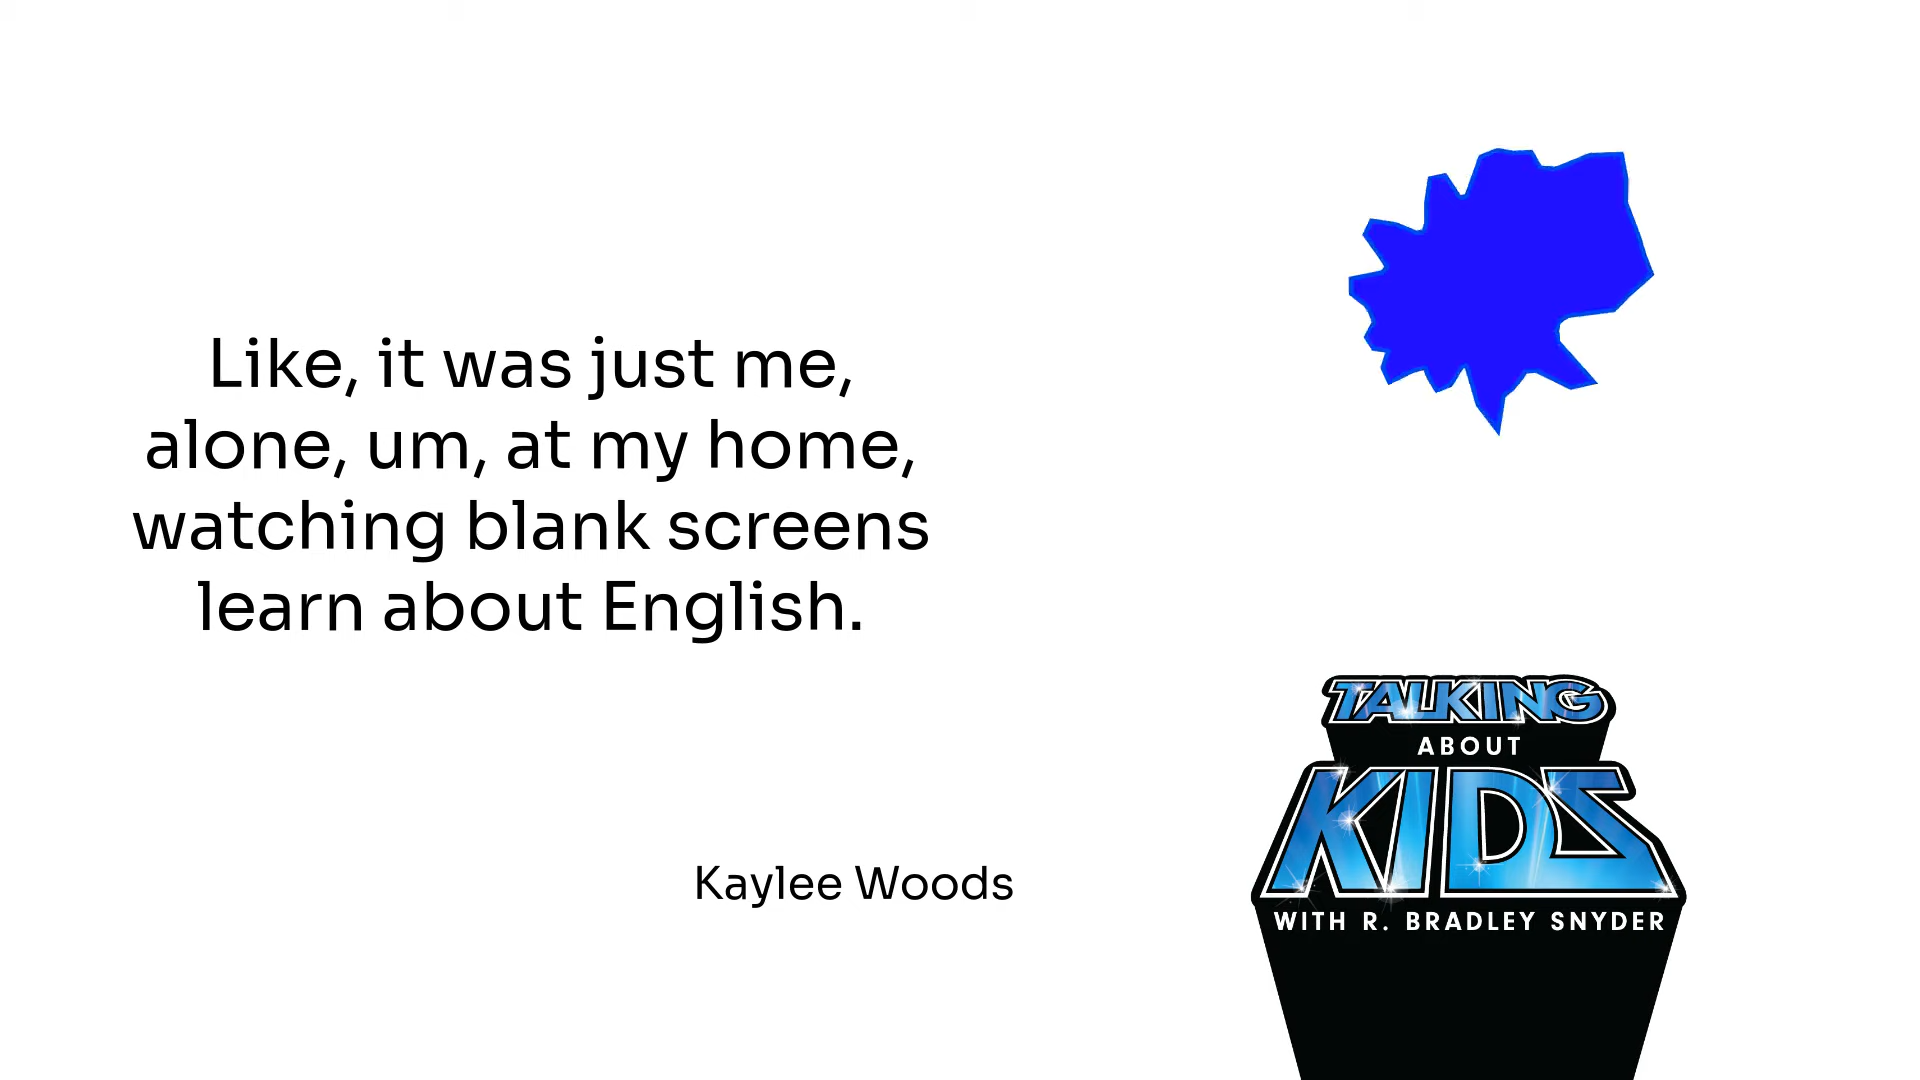 Like, it was just me,
alone, um, at my home,
watching blank screens
learn about English.
Kaylee Woods
TALKING
ABOUT
KIDS
WITH R. BRADLEY SNYDER